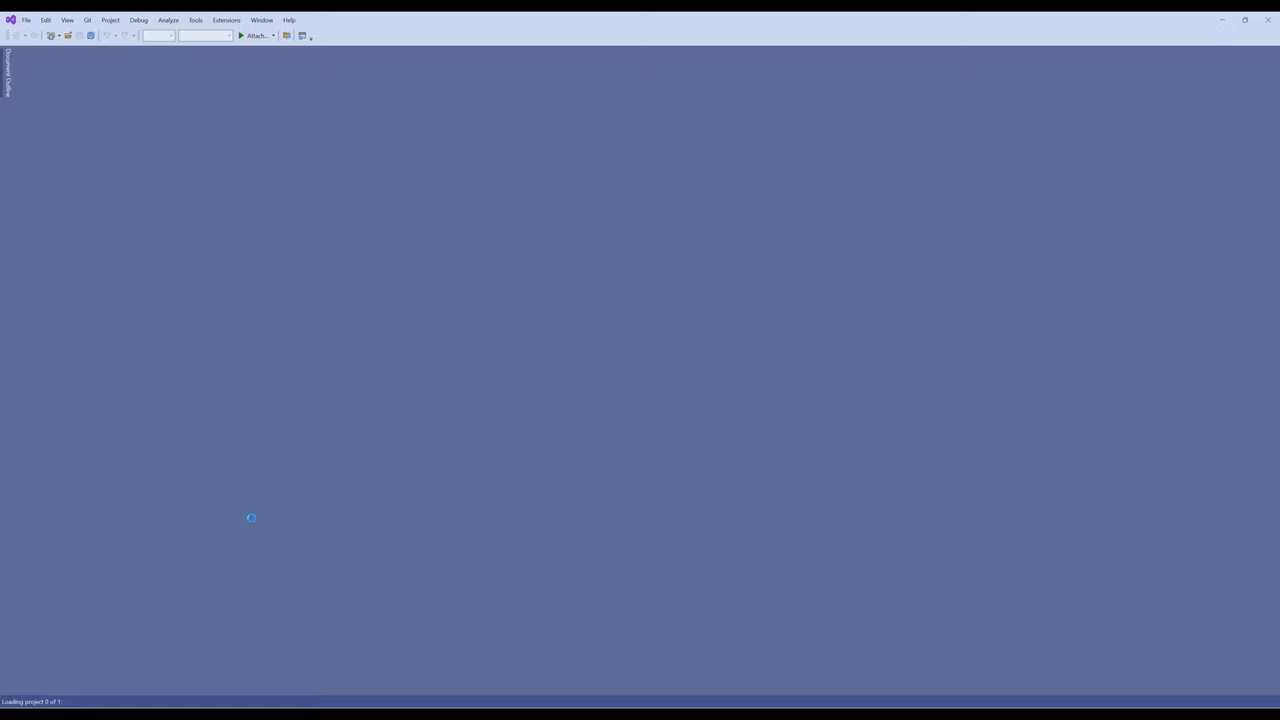 File Edit View Git Project Debug Analyze Tools Extensions Window Help
Attach...
Document Outline
Loading project 0 of 1: